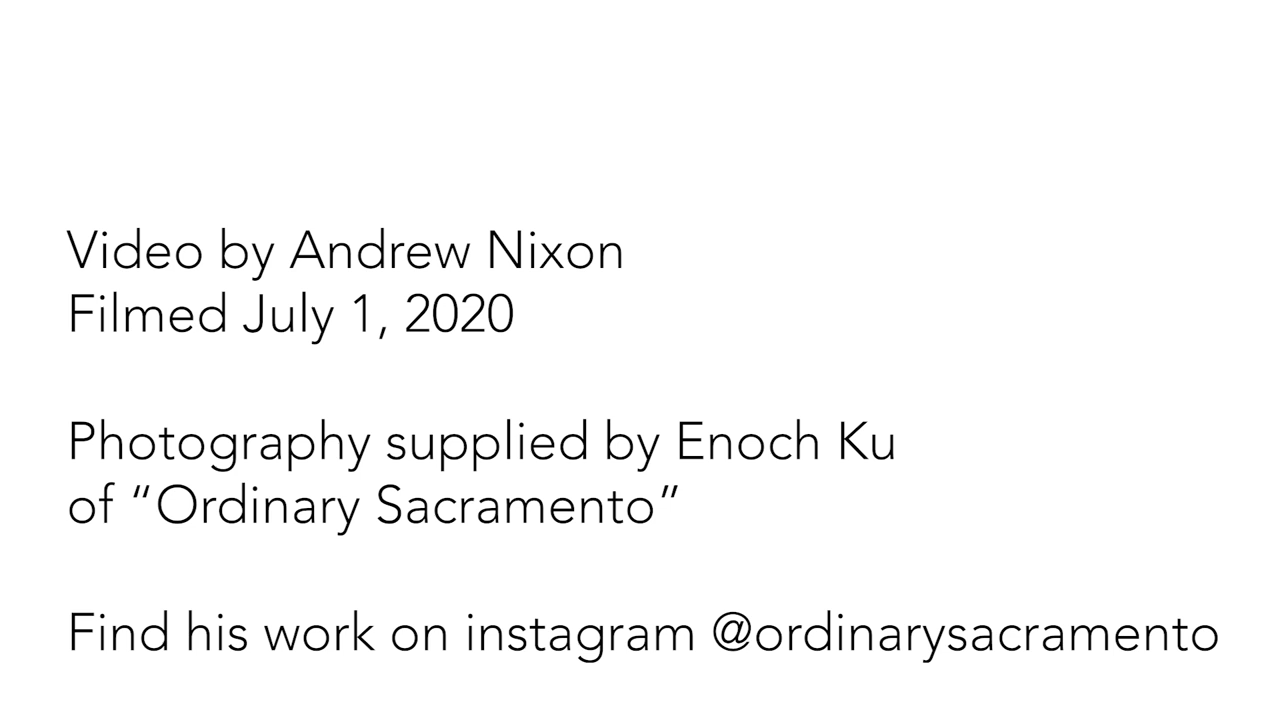 Video by Andrew Nixon
Filmed July 1, 2020
Photography supplied by Enoch Ku
of “Ordinary Sacramento”
Find his work on instagram @ordinarysacramento